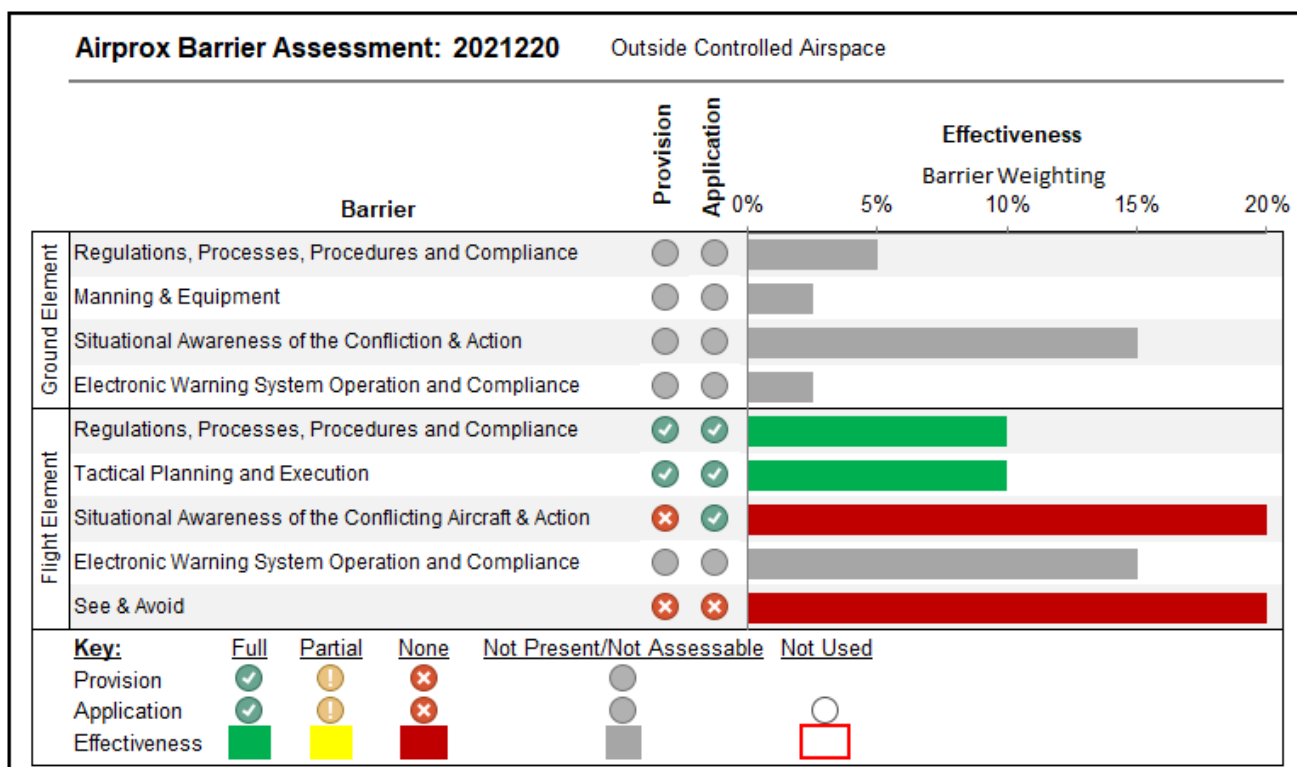 Airprox Barrier Assessment: 2021220 Outside Controlled Airspace
Provision
Application
Effectiveness
Barrier Weighting
Barrier
0% 5% 10% 15% 20%
Ground Element
Regulations, Processes, Procedures and Compliance
Manning & Equipment
Situational Awareness of the Confliction & Action
Electronic Warning System Operation and Compliance
Flight Element
Regulations, Processes, Procedures and Compliance
Tactical Planning and Execution
Situational Awareness of the Conflicting Aircraft & Action
Electronic Warning System Operation and Compliance
See & Avoid
Key: Full Partial None Not Present/Not Assessable Not Used
Provision
Application
Effectiveness